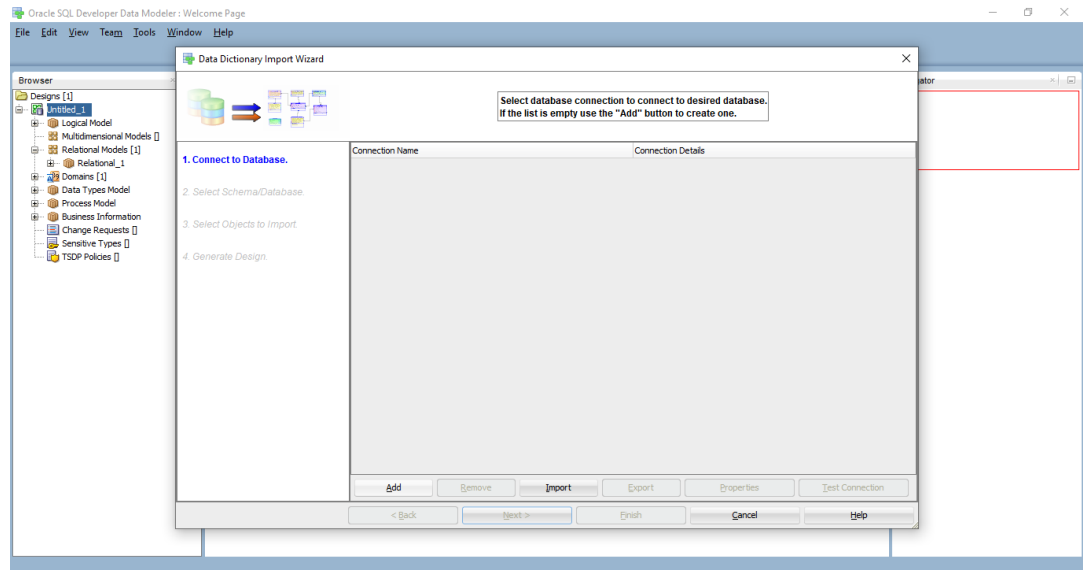 Oracle SQL Developer Data Modeler : Welcome Page
File Edit View Team Tools Window Help
Data Dictionary Import Wizard
Browser
Designs [1]
Untitled_1
Logical Model
Multidimensional Models []
Relational Models [1]
Relational_1
Domains [1]
Data Types Model
Process Model
Business Information
Change Requests []
Sensitive Types []
TSDP Policies []
Select database connection to connect to desired database.
If the list is empty use the "Add" button to create one.
1. Connect to Database.
2. Select Schema/Database.
3. Select Objects to Import.
4. Generate Design.
Connection Name Connection Details
Add Remove Import Export Properties Test Connection
< Back Next > Finish Cancel Help
ator